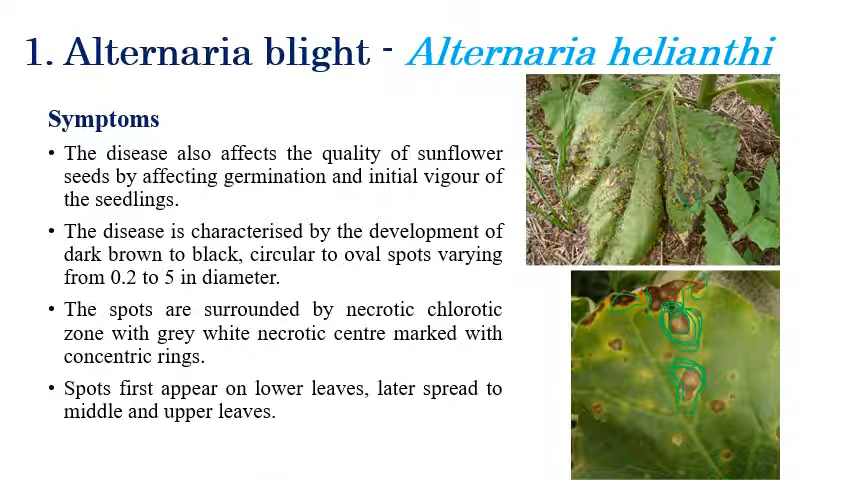 1. Alternaria blight - Alternaria helianthi
Symptoms
• The disease also affects the quality of sunflower
seeds by affecting germination and initial vigour of
the seedlings.
• The disease is characterised by the development of
dark brown to black, circular to oval spots varying
from 0.2 to 5 in diameter.
• The spots are surrounded by necrotic chlorotic
zone with grey white necrotic centre marked with
concentric rings.
• Spots first appear on lower leaves, later spread to
middle and upper leaves.